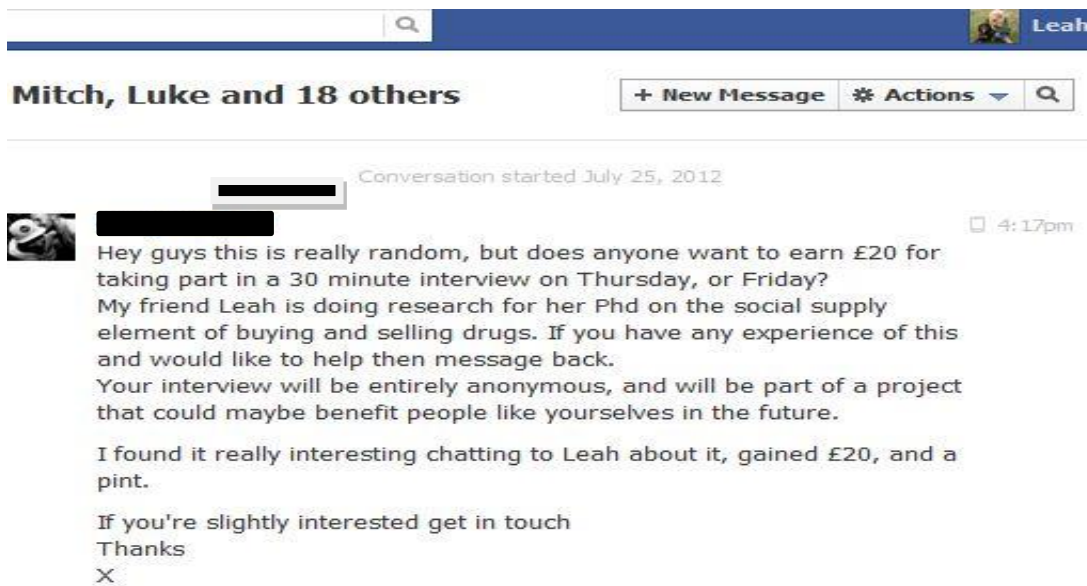 Leah
Mitch, Luke and 18 others
+ New Message
Actions
Conversation started July 25, 2012
4:17pm
Hey guys this is really random, but does anyone want to earn £20 for
taking part in a 30 minute interview on Thursday, or Friday?
My friend Leah is doing research for her Phd on the social supply
element of buying and selling drugs. If you have any experience of this
and would like to help then message back.
Your interview will be entirely anonymous, and will be part of a project
that could maybe benefit people like yourselves in the future.
I found it really interesting chatting to Leah about it, gained £20, and a
pint.
If you're slightly interested get in touch
Thanks
X